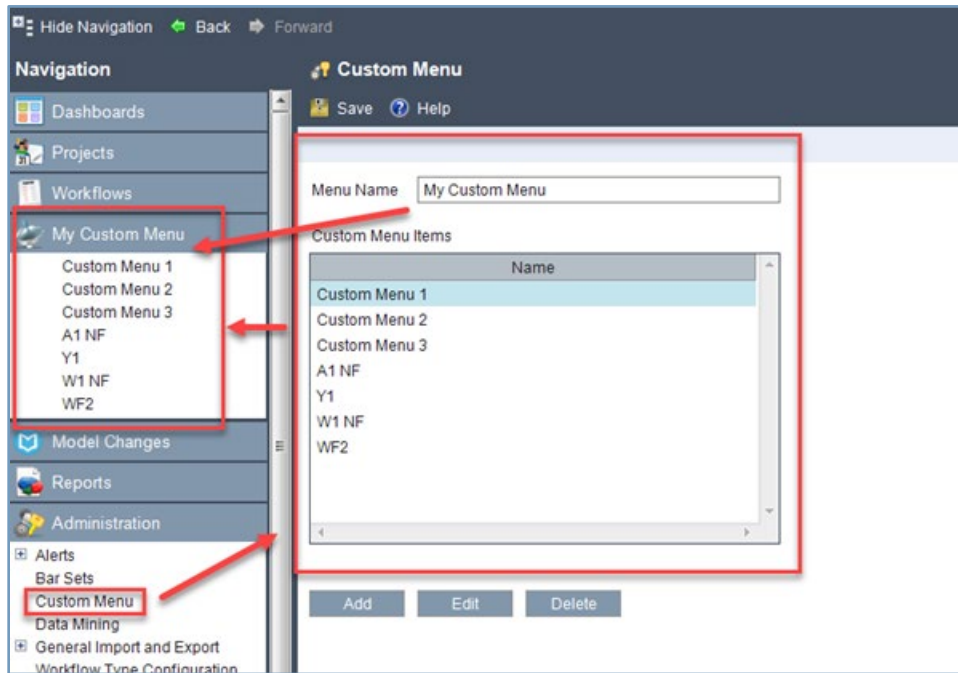 Hide Navigation Back Forward
Navigation
Dashboards
Projects
Workflows
My Custom Menu
Custom Menu 1
Custom Menu 2
Custom Menu 3
A1 NF
Y1
W1 NF
WF2
Model Changes
Reports
Administration
Alerts
Bar Sets
Custom Menu
Data Mining
General Import and Export
Workflow Type Configuration
Custom Menu
Save Help
Menu Name My Custom Menu
Custom Menu Items
Name
Custom Menu 1
Custom Menu 2
Custom Menu 3
A1 NF
Y1
W1 NF
WF2
Add Edit Delete